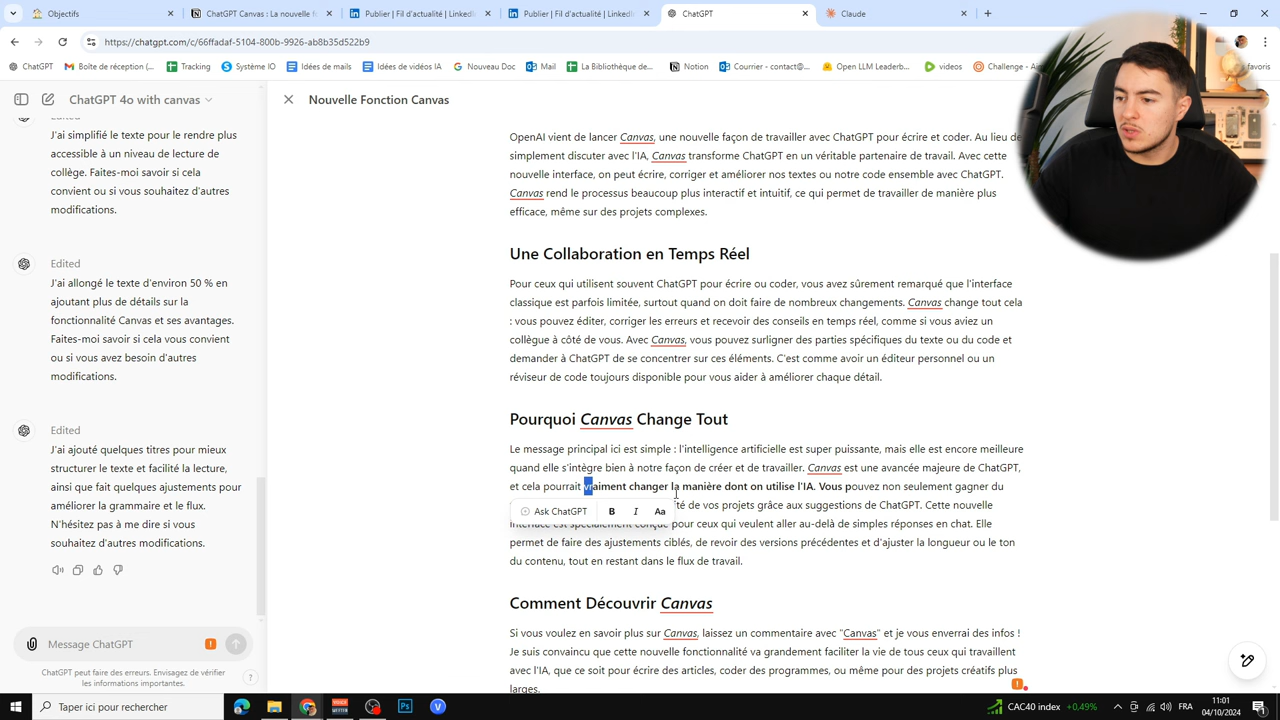 Objectifs
ChatGPT Canvas : La nouvelle f
Publier | Fil d'actualité | LinkedI
Publier | Fil d'actualité | LinkedI
ChatGPT
Claude
https://chatgpt.com/c/66ffadaf-5104-800b-9926-ab8b35d522b9
ChatGPT
Boîte de réception (...
Tracking
Système IO
Idées de mails
Idées de vidéos IA
Nouveau Doc
Mail
La Bibliothèque de...
Notion
Courrier - contact@...
Open LLM Leaderb...
videos
favoris
ChatGPT 4o with canvas
Nouvelle Fonction Canvas
Edited
J'ai simplifié le texte pour le rendre plus
accessible à un niveau de lecture de
collège. Faites-moi savoir si cela
convient ou si vous souhaitez d'autres
modifications.
Edited
J'ai allongé le texte d'environ 50 % en
ajoutant plus de détails sur la
fonctionnalité Canvas et ses avantages.
Faites-moi savoir si cela vous convient
ou si vous avez besoin d'autres
modifications.
Edited
J'ai ajouté quelques titres pour mieux
structurer le texte et facilité la lecture,
ainsi que fait quelques ajustements pour
améliorer la grammaire et le flux.
N'hésitez pas à me dire si vous
souhaitez d'autres modifications.
Message ChatGPT
ChatGPT peut faire des erreurs. Envisagez de vérifier
les informations importantes.
?
OpenAI vient de lancer Canvas, une nouvelle façon de travailler avec ChatGPT pour écrire et coder. Au lieu de
simplement discuter avec l'IA, Canvas transforme ChatGPT en un véritable partenaire de travail. Avec cette
nouvelle interface, on peut écrire, corriger et améliorer nos textes ou notre code ensemble avec ChatGPT.
Canvas rend le processus beaucoup plus interactif et intuitif, ce qui permet de travailler de manière plus
efficace, même sur des projets complexes.
Une Collaboration en Temps Réel
Pour ceux qui utilisent souvent ChatGPT pour écrire ou coder, vous avez sûrement remarqué que l'interface
classique est parfois limitée, surtout quand on doit faire de nombreux changements. Canvas change tout cela
: vous pouvez éditer, corriger les erreurs et recevoir des conseils en temps réel, comme si vous aviez un
collègue à côté de vous. Avec Canvas, vous pouvez surligner des parties spécifiques du texte ou du code et
demander à ChatGPT de se concentrer sur ces éléments. C'est comme avoir un éditeur personnel ou un
réviseur de code toujours disponible pour vous aider à améliorer chaque détail.
Pourquoi Canvas Change Tout
Le message principal ici est simple : l'intelligence artificielle est super puissante, mais elle est encore meilleure
quand elle s'intègre bien à notre façon de créer et de travailler. Canvas est une avancée majeure de ChatGPT,
et cela pourrait vraiment changer la manière dont on utilise l'IA. Vous pouvez non seulement gagner du
ité de vos projets grâce aux suggestions de ChatGPT. Cette nouvelle
Ask ChatGPT B I Aa
interface est spécialement conçue pour ceux qui veulent aller au-delà de simples réponses en chat. Elle
permet de faire des ajustements ciblés, de revoir des versions précédentes et d'ajuster la longueur ou le ton
du contenu, tout en restant dans le flux de travail.
Comment Découvrir Canvas
Si vous voulez en savoir plus sur Canvas, laissez un commentaire avec "Canvas" et je vous enverrai des infos !
Je suis convaincu que cette nouvelle fonctionnalité va grandement faciliter la vie de tous ceux qui travaillent
avec l'IA, que ce soit pour écrire des articles, coder des programmes, ou même pour des projets créatifs plus
larges.
Taper ici pour rechercher
CAC40 index +0,49%
FRA
11:01
04/10/2024